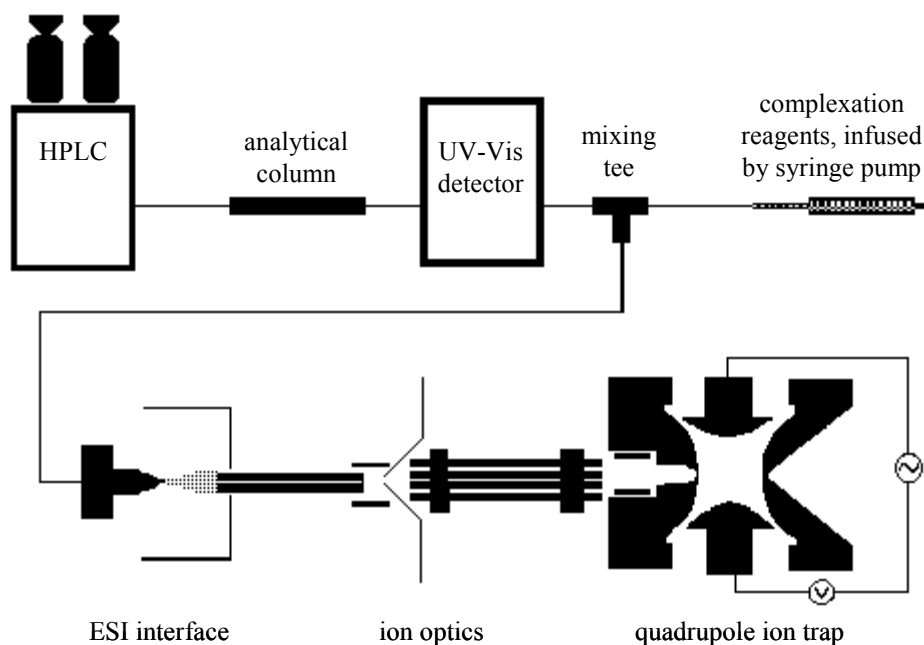 HPLC
analytical
column
UV-Vis
detector
mixing
tee
complexation
reagents, infused
by syringe pump
V
ESI interface
ion optics
quadrupole ion trap